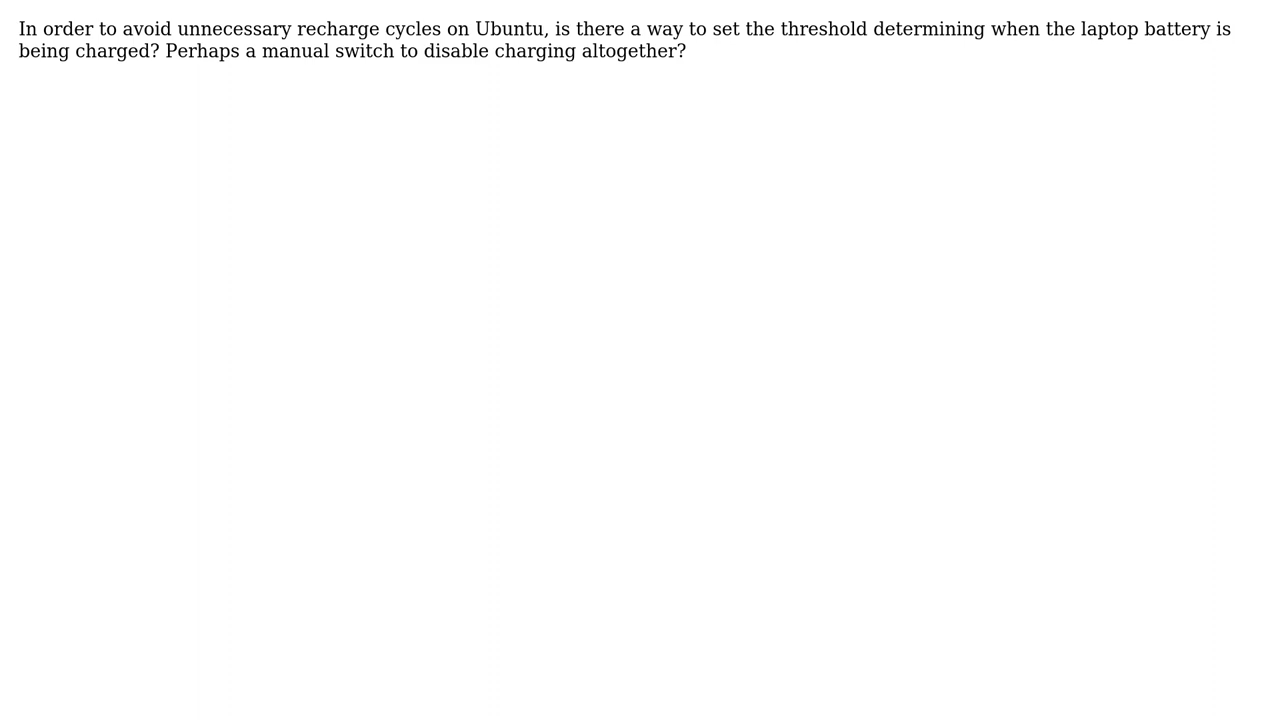 In order to avoid unnecessary recharge cycles on Ubuntu, is there a way to set the threshold determining when the laptop battery is
being charged? Perhaps a manual switch to disable charging altogether?